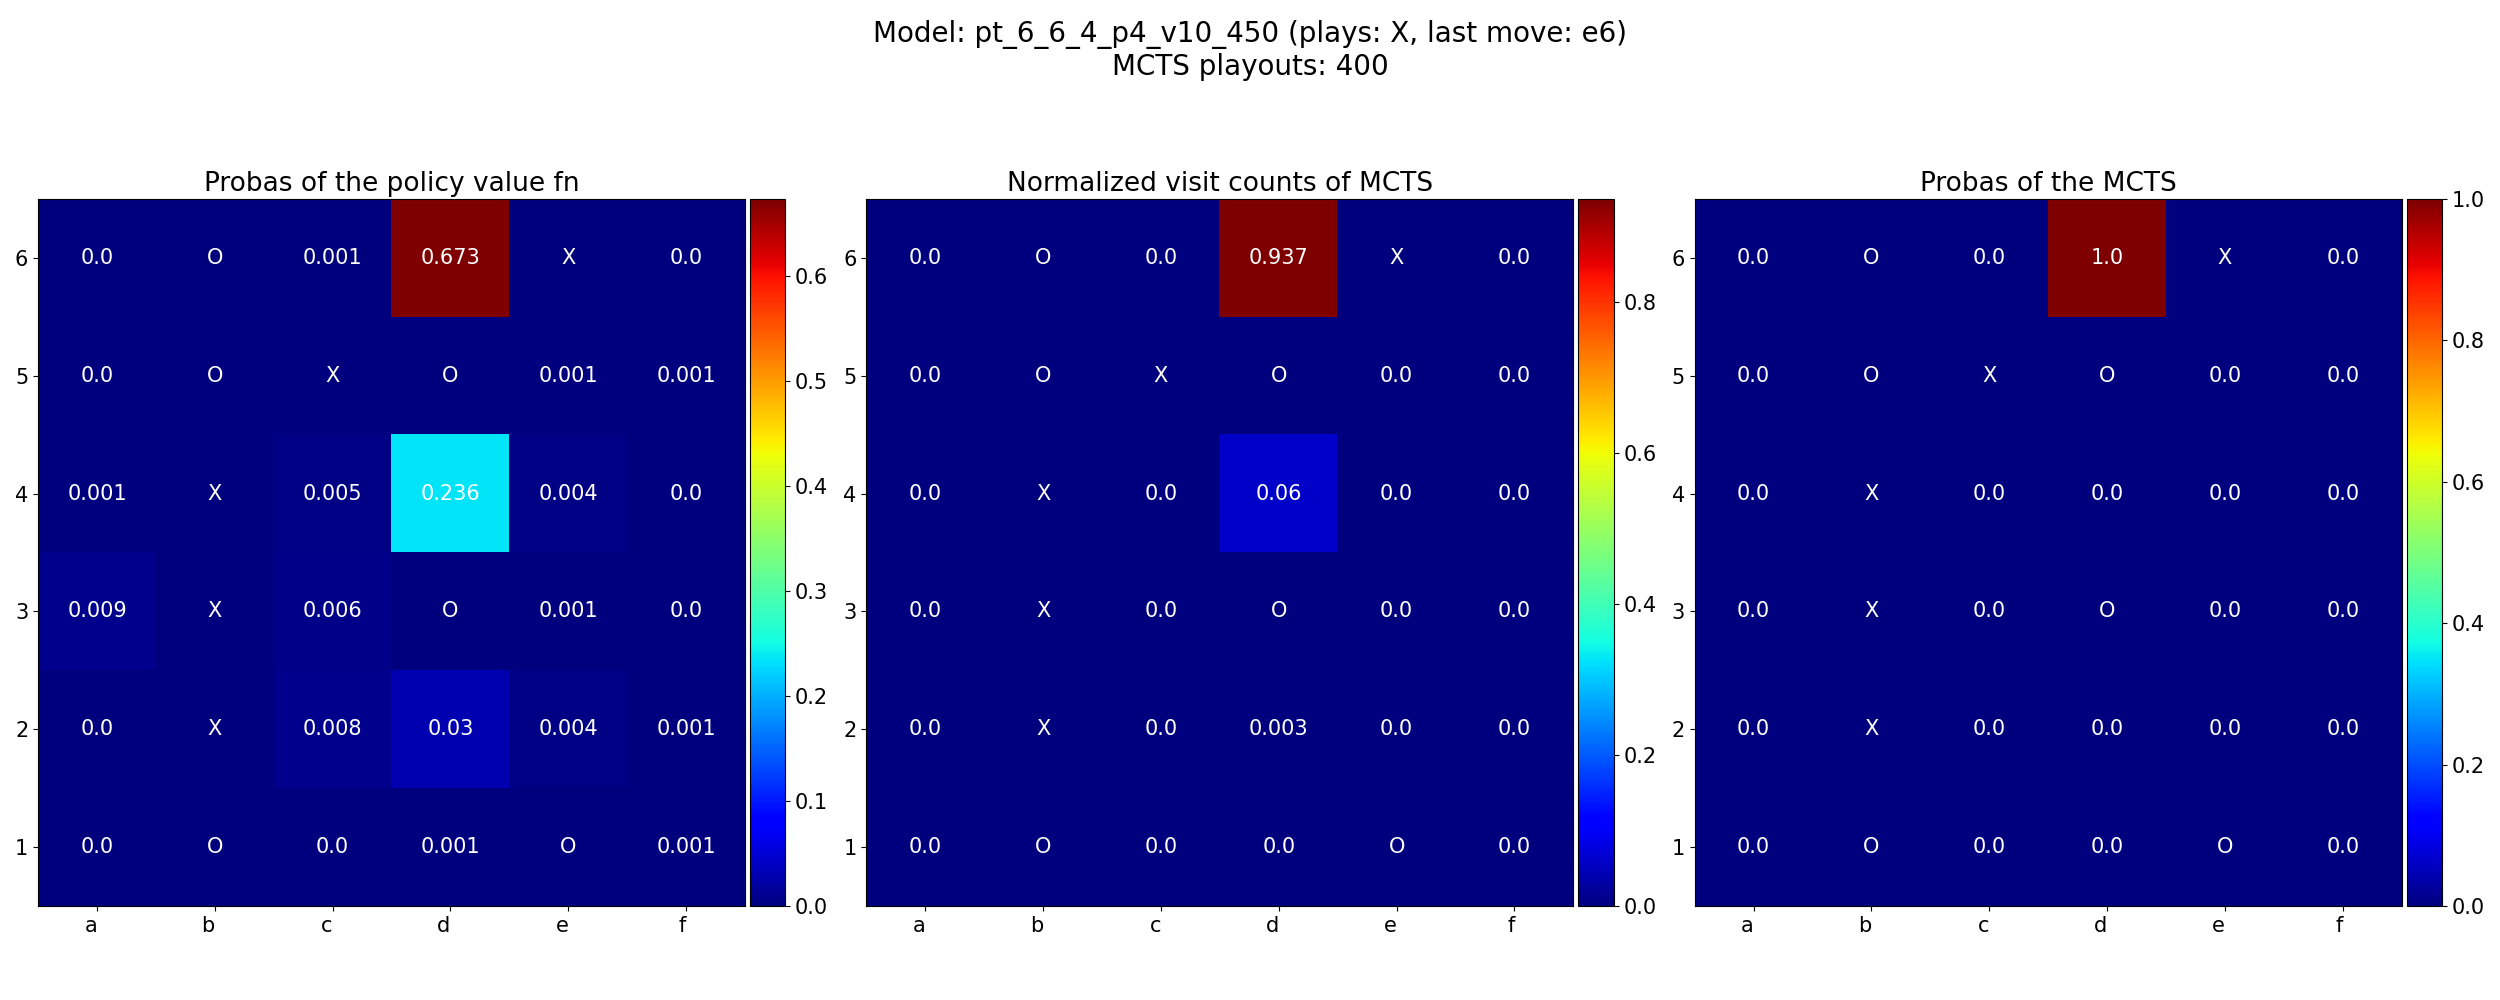 Model: pt_6_6_4_p4_v10_450 (plays: X, last move: e6)
MCTS playouts: 400
Probas of the policy value fn
6 0.0 O 0.001 0.673 X 0.0
5 0.0 O X O 0.001 0.001
4 0.001 X 0.005 0.236 0.004 0.0
3 0.009 X 0.006 O 0.001 0.0
2 0.0 X 0.008 0.03 0.004 0.001
1 0.0 O 0.0 0.001 O 0.001
a b c d e f
0.6
0.5
0.4
0.3
0.2
0.1
0.0
Normalized visit counts of MCTS
6 0.0 O 0.0 0.937 X 0.0
5 0.0 O X O 0.0 0.0
4 0.0 X 0.0 0.06 0.0 0.0
3 0.0 X 0.0 O 0.0 0.0
2 0.0 X 0.0 0.003 0.0 0.0
1 0.0 O 0.0 0.0 O 0.0
a b c d e f
0.8
0.6
0.4
0.2
0.0
Probas of the MCTS
6 0.0 O 0.0 1.0 X 0.0
5 0.0 O X O 0.0 0.0
4 0.0 X 0.0 0.0 0.0 0.0
3 0.0 X 0.0 O 0.0 0.0
2 0.0 X 0.0 0.0 0.0 0.0
1 0.0 O 0.0 0.0 O 0.0
a b c d e f
1.0
0.8
0.6
0.4
0.2
0.0